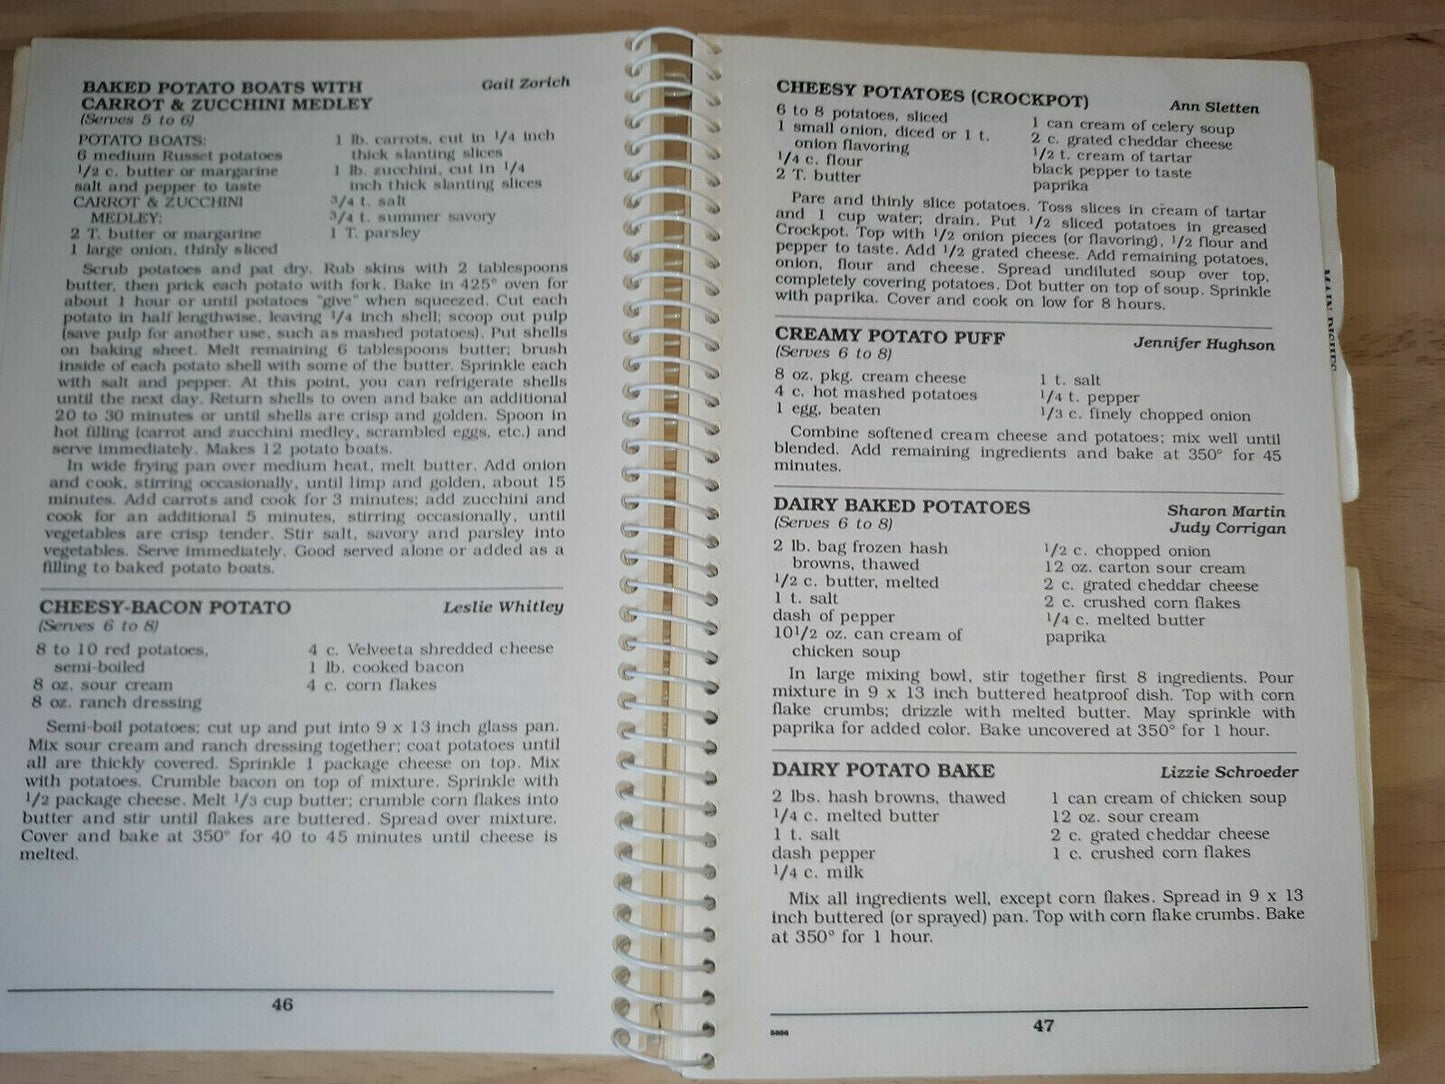 BAKED POTATO BOATS WITH
CARROT & ZUCCHINI MEDLEY
Gail Zorich
(Serves 5 to 6)
POTATO BOATS:
6 medium Russet potatoes
1/2 c. butter or margarine
salt and pepper to taste
CARROT & ZUCCHINI
MEDLEY:
2 T. butter or margarine
1 large onion, thinly sliced
1 lb. carrots, cut in 1/4 inch
thick slanting slices
1 lb. zucchini, cut in 1/4
inch thick slanting slices
3/4 t. salt
3/4 t. summer savory
1 T. parsley
Scrub potatoes and pat dry. Rub skins with 2 tablespoons
butter, then prick each potato with fork. Bake in 425° oven for
about 1 hour or until potatoes "give" when squeezed. Cut each
potato in half lengthwise, leaving 1/4 inch shell; scoop out pulp
(save pulp for another use, such as mashed potatoes). Put shells
on baking sheet. Melt remaining 6 tablespoons butter; brush
inside of each potato shell with some of the butter. Sprinkle each
with salt and pepper. At this point, you can refrigerate shells
until the next day. Return shells to oven and bake an additional
20 to 30 minutes or until shells are crisp and golden. Spoon in
hot filling (carrot and zucchini medley, scrambled eggs, etc.) and
serve immediately. Makes 12 potato boats.
In wide frying pan over medium heat, melt butter. Add onion
and cook, stirring occasionally, until limp and golden, about 15
minutes. Add carrots and cook for 3 minutes; add zucchini and
cook for an additional 5 minutes, stirring occasionally, until
vegetables are crisp tender. Stir salt, savory and parsley into
vegetables. Serve immediately. Good served alone or added as a
filling to baked potato boats.
CHEESY-BACON POTATO
Leslie Whitley
(Serves 6 to 8)
8 to 10 red potatoes,
semi-boiled
8 oz. sour cream
8 oz. ranch dressing
4 c. Velveeta shredded cheese
1 lb. cooked bacon
4 c. corn flakes
Semi-boil potatoes; cut up and put into 9 x 13 inch glass pan.
Mix sour cream and ranch dressing together; coat potatoes until
all are thickly covered. Sprinkle 1 package cheese on top. Mix
with potatoes. Crumble bacon on top of mixture. Sprinkle with
1/2 package cheese. Melt 1/3 cup butter; crumble corn flakes into
butter and stir until flakes are buttered. Spread over mixture.
Cover and bake at 350° for 40 to 45 minutes until cheese is
melted.
46
CHEESY POTATOES (CROCKPOT)
Ann Sletten
6 to 8 potatoes, sliced
1 small onion, diced or 1 t.
onion flavoring
1/4 c. flour
2 T. butter
1 can cream of celery soup
2 c. grated cheddar cheese
1/2 t. cream of tartar
black pepper to taste
paprika
Pare and thinly slice potatoes. Toss slices in cream of tartar
and 1 cup water; drain. Put 1/2 sliced potatoes in greased
Crockpot. Top with 1/2 onion pieces (or flavoring), 1/2 flour and
pepper to taste. Add 1/2 grated cheese. Add remaining potatoes,
onion, flour and cheese. Spread undiluted soup over top,
completely covering potatoes. Dot butter on top of soup. Sprinkle
with paprika. Cover and cook on low for 8 hours.
CREAMY POTATO PUFF
Jennifer Hughson
(Serves 6 to 8)
8 oz. pkg. cream cheese
4 c. hot mashed potatoes
1 egg, beaten
1 t. salt
1/4 t. pepper
1/3 c. finely chopped onion
Combine softened cream cheese and potatoes; mix well until
blended. Add remaining ingredients and bake at 350° for 45
minutes.
DAIRY BAKED POTATOES
Sharon Martin
Judy Corrigan
(Serves 6 to 8)
2 lb. bag frozen hash
browns, thawed
1/2 c. butter, melted
1 t. salt
dash of pepper
10 1/2 oz. can cream of
chicken soup
1/2 c. chopped onion
12 oz. carton sour cream
2 c. grated cheddar cheese
2 c. crushed corn flakes
1/4 c. melted butter
paprika
In large mixing bowl, stir together first 8 ingredients. Pour
mixture in 9 x 13 inch buttered heatproof dish. Top with corn
flake crumbs; drizzle with melted butter. May sprinkle with
paprika for added color. Bake uncovered at 350° for 1 hour.
DAIRY POTATO BAKE
Lizzie Schroeder
2 lbs. hash browns, thawed
1/4 c. melted butter
1 t. salt
dash pepper
1/4 c. milk
1 can cream of chicken soup
12 oz. sour cream
2 c. grated cheddar cheese
1 c. crushed corn flakes
Mix all ingredients well, except corn flakes. Spread in 9 x 13
inch buttered (or sprayed) pan. Top with corn flake crumbs. Bake
at 350° for 1 hour.
47
MAIN DISHES